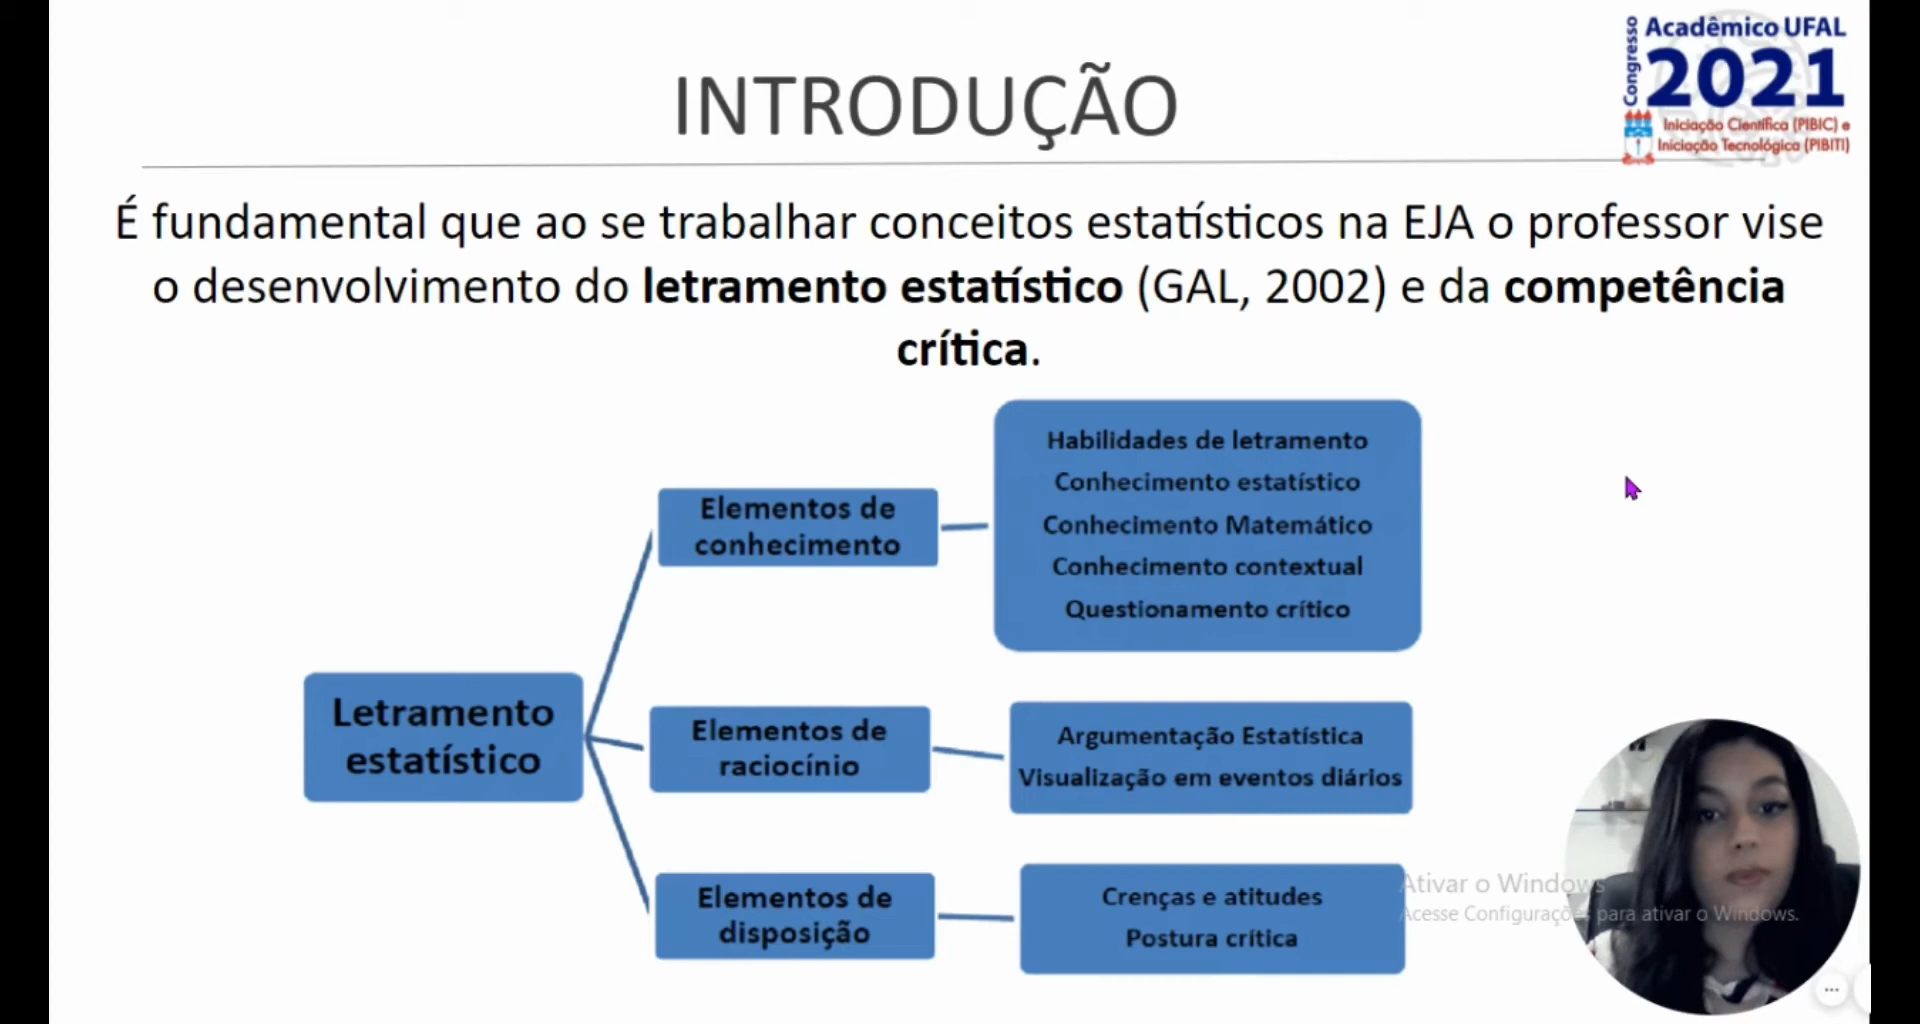 Congresso
Acadêmico UFAL
2021
Iniciação Científica (PIBIC) e
Iniciação Tecnológica (PIBITI)
INTRODUÇÃO
É fundamental que ao se trabalhar conceitos estatísticos na EJA o professor vise
o desenvolvimento do letramento estatístico (GAL, 2002) e da competência
crítica.
Letramento
estatístico
Elementos de
conhecimento
Habilidades de letramento
Conhecimento estatístico
Conhecimento Matemático
Conhecimento contextual
Questionamento crítico
Elementos de
raciocínio
Argumentação Estatística
Visualização em eventos diários
Elementos de
disposição
Crenças e atitudes
Postura crítica
Ativar o Windows
Acesse Configurações para ativar o Windows.